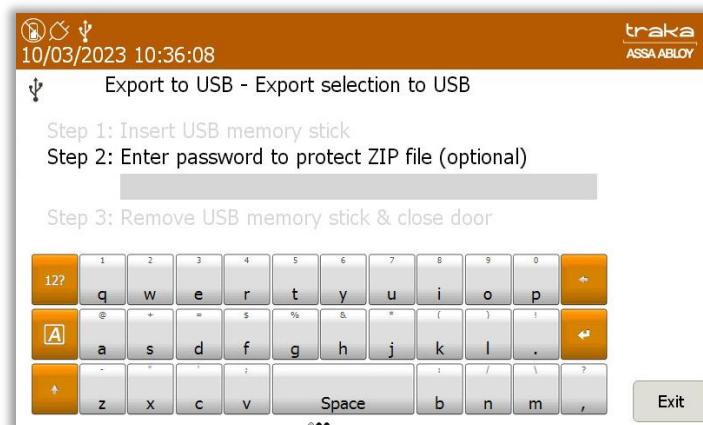 traka
10/03/2023 10:36:08
ASSA ABLOY
Export to USB - Export selection to USB
Step 1: Insert USB memory stick
Step 2: Enter password to protect ZIP file (optional)
Step 3: Remove USB memory stick & close door
1 2 3 4 5 6 7 8 9 0
12? q w e r t y u i o p
@ + = $ % & * ( ) !
A a s d f g h j k l .
- " ' ; : / \ ?
z x c v Space b n m ,
Exit